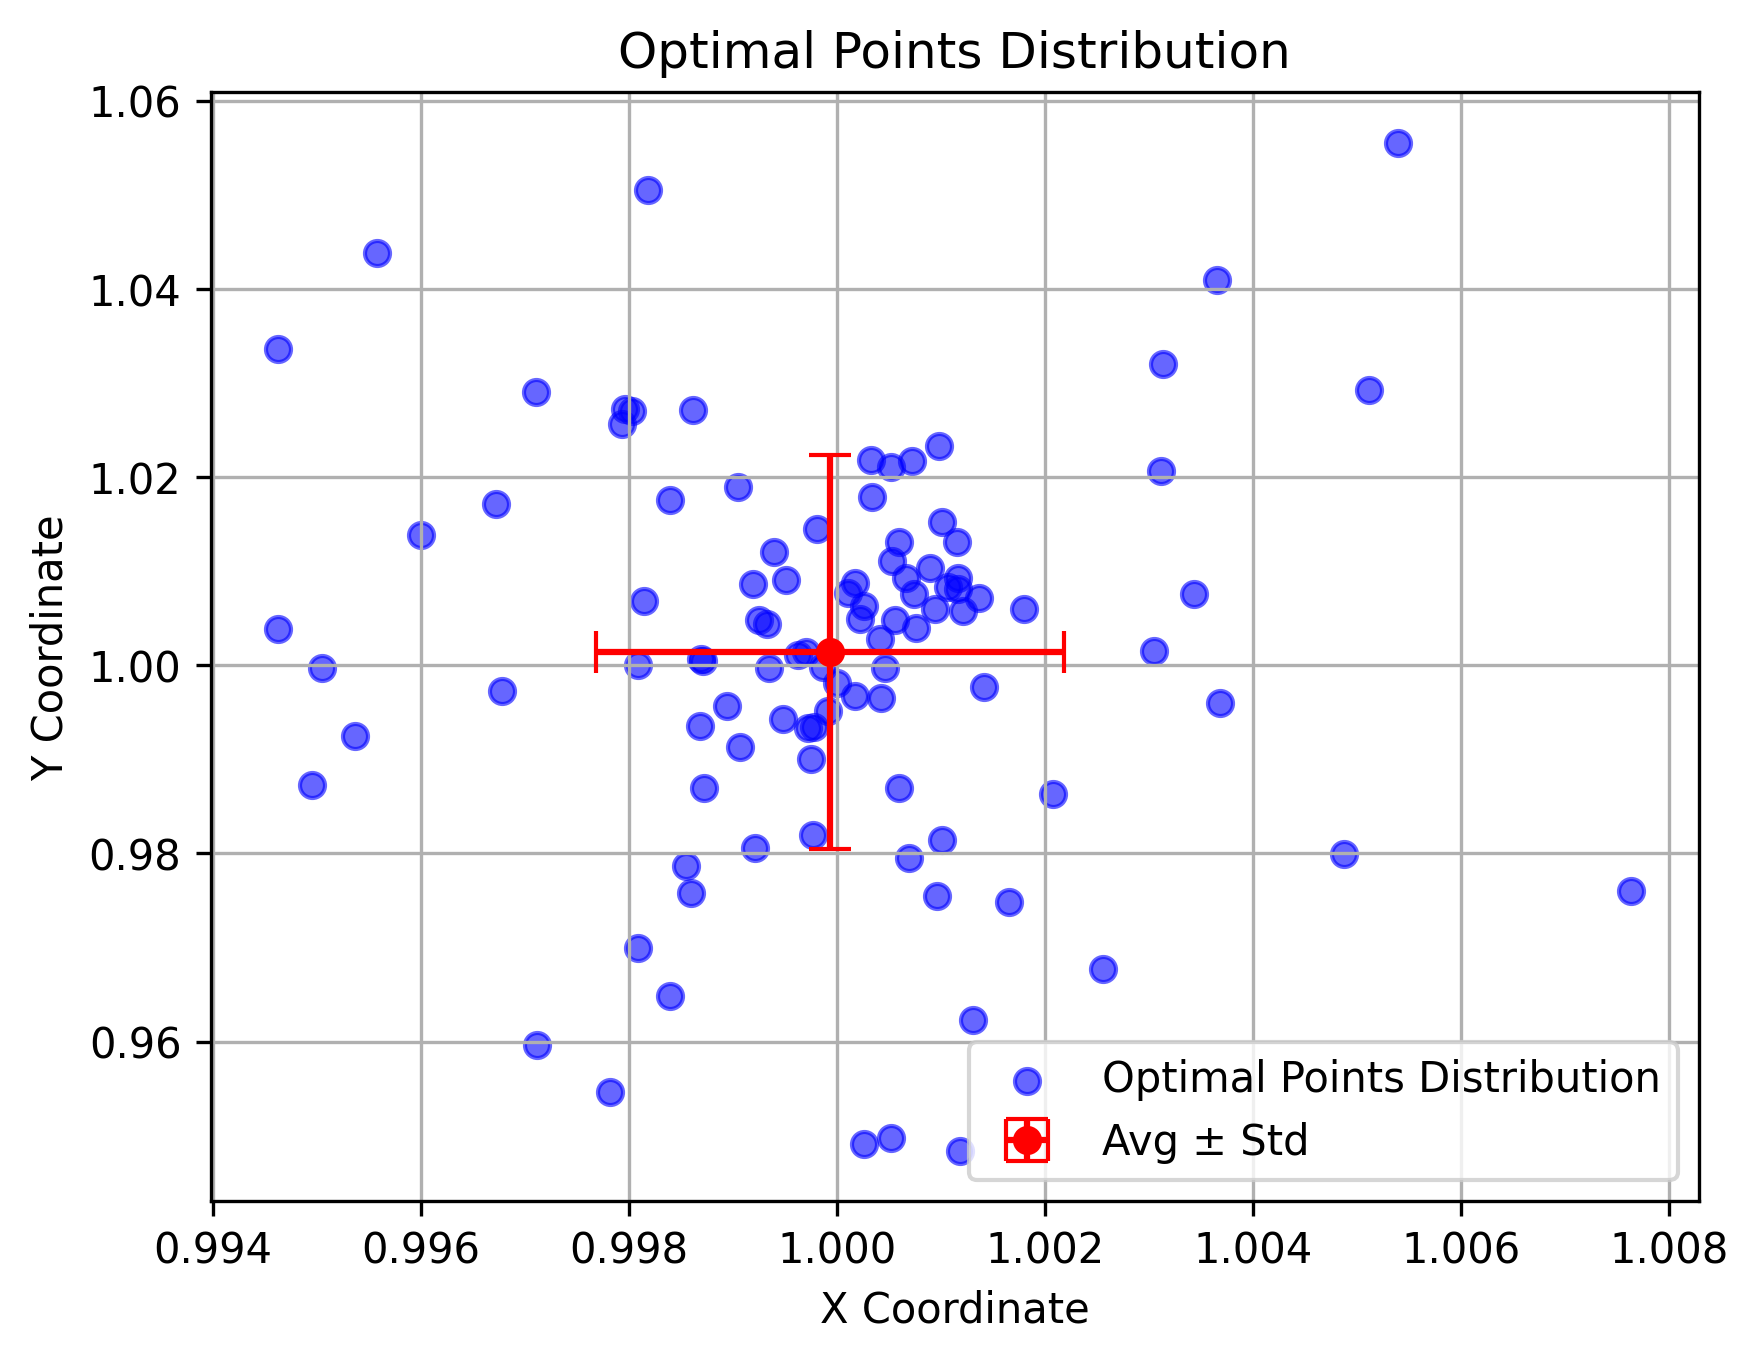 Optimal Points Distribution
1.06
1.04
1.02
1.00
0.98
0.96
Y Coordinate
0.994 0.996 0.998 1.000 1.002 1.004 1.006 1.008
X Coordinate
Optimal Points Distribution
Avg ± Std